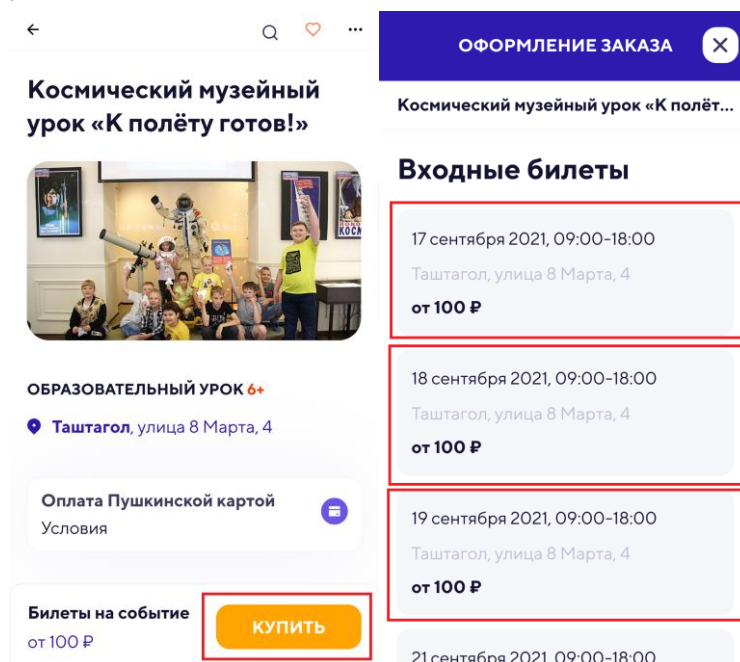 Космический музейный
урок «К полёту готов!»
ОБРАЗОВАТЕЛЬНЫЙ УРОК 6+
Таштагол, улица 8 Марта, 4
Оплата Пушкинской картой
Условия
Билеты на событие
от 100 ₽
КУПИТЬ
ОФОРМЛЕНИЕ ЗАКАЗА
Космический музейный урок «К полёт...
Входные билеты
17 сентября 2021, 09:00-18:00
Таштагол, улица 8 Марта, 4
от 100 ₽
18 сентября 2021, 09:00-18:00
Таштагол, улица 8 Марта, 4
от 100 ₽
19 сентября 2021, 09:00-18:00
Таштагол, улица 8 Марта, 4
от 100 ₽
21 сентября 2021, 09:00-18:00